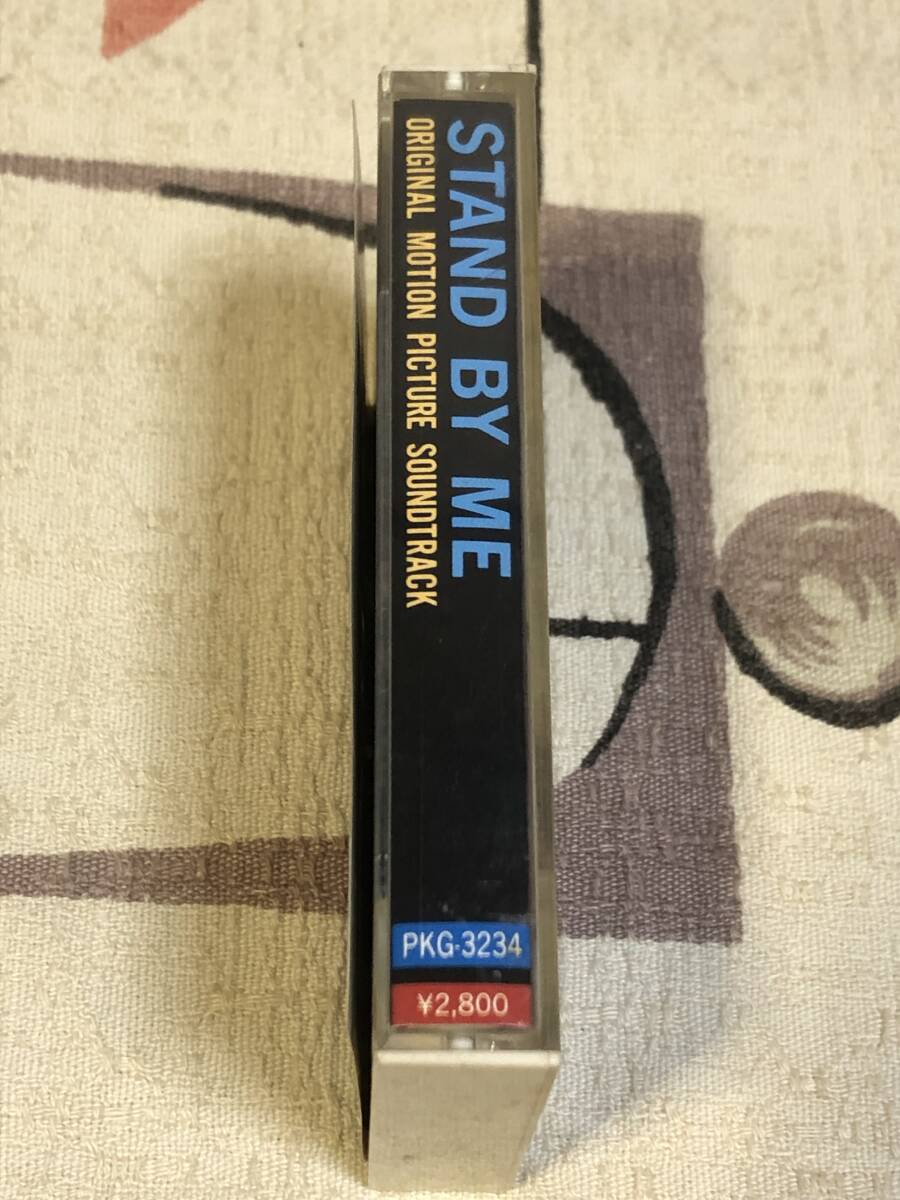 STAND BY ME
ORIGINAL MOTION PICTURE SOUNDTRACK
PKG-3234
¥2,800